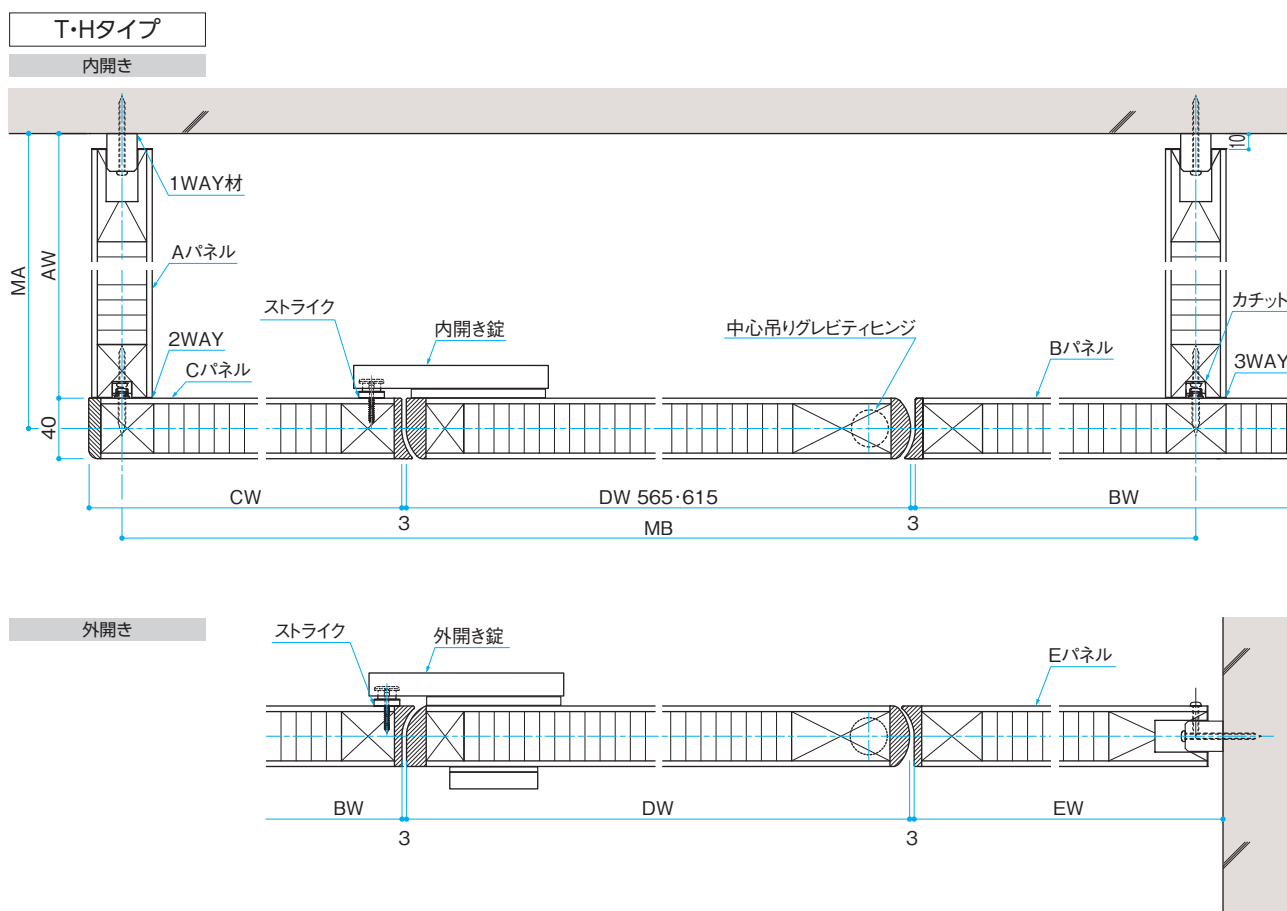 T・Hタイプ
内開き
10
1WAY材
MA
AW
Aパネル
ストライク
内開き錠
中心吊りグレビティヒンジ
カチット
2WAY
Cパネル
Bパネル
3WAY
40
CW
3
DW 565・615
3
BW
MB
外開き
ストライク
外開き錠
Eパネル
BW
3
DW
3
EW